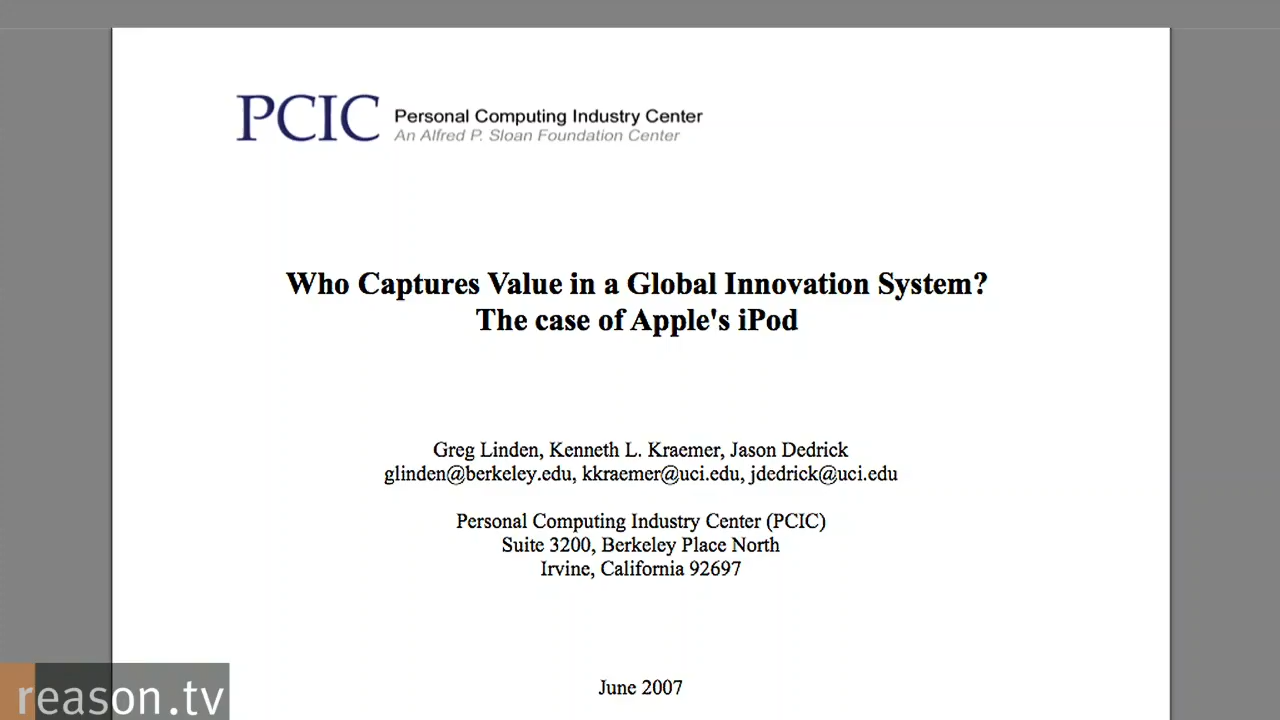 PCIC
Personal Computing Industry Center
An Alfred P. Sloan Foundation Center
Who Captures Value in a Global Innovation System?
The case of Apple's iPod
Greg Linden, Kenneth L. Kraemer, Jason Dedrick
glinden@berkeley.edu, kkraemer@uci.edu, jdedrick@uci.edu
Personal Computing Industry Center (PCIC)
Suite 3200, Berkeley Place North
Irvine, California 92697
June 2007
reason.tv